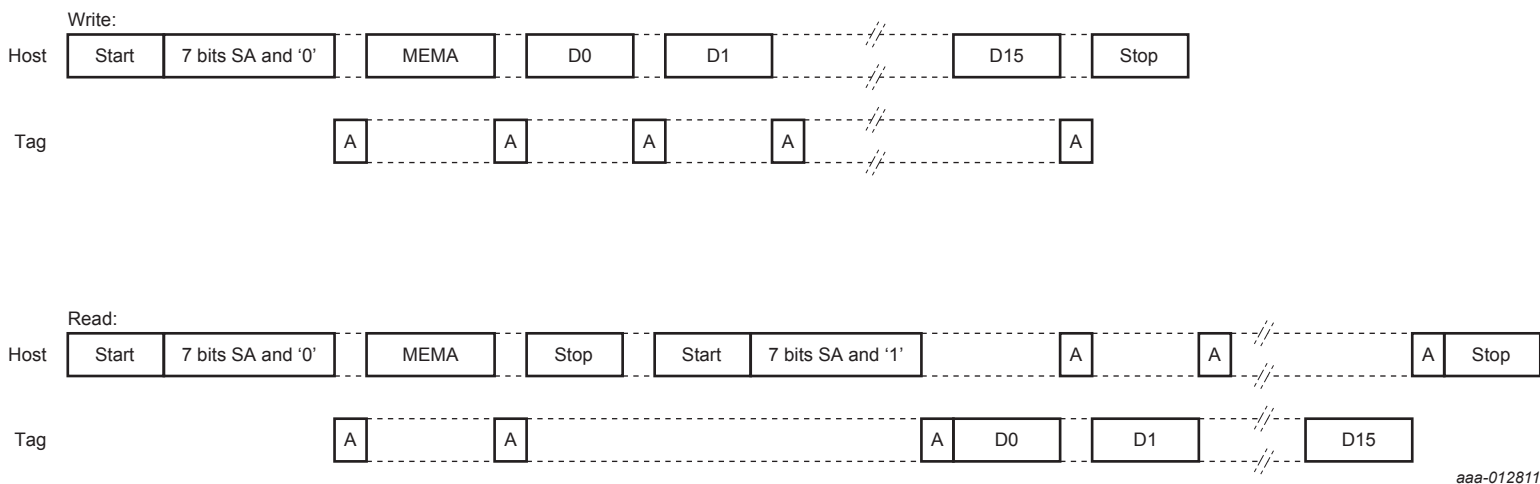 Write:
Host Start 7 bits SA and ‘0’ MEMA D0 D1 D15 Stop
Tag A A A A A
Read:
Host Start 7 bits SA and ‘0’ MEMA Stop Start 7 bits SA and ‘1’ A A A Stop
Tag A A A D0 D1 D15
aaa-012811